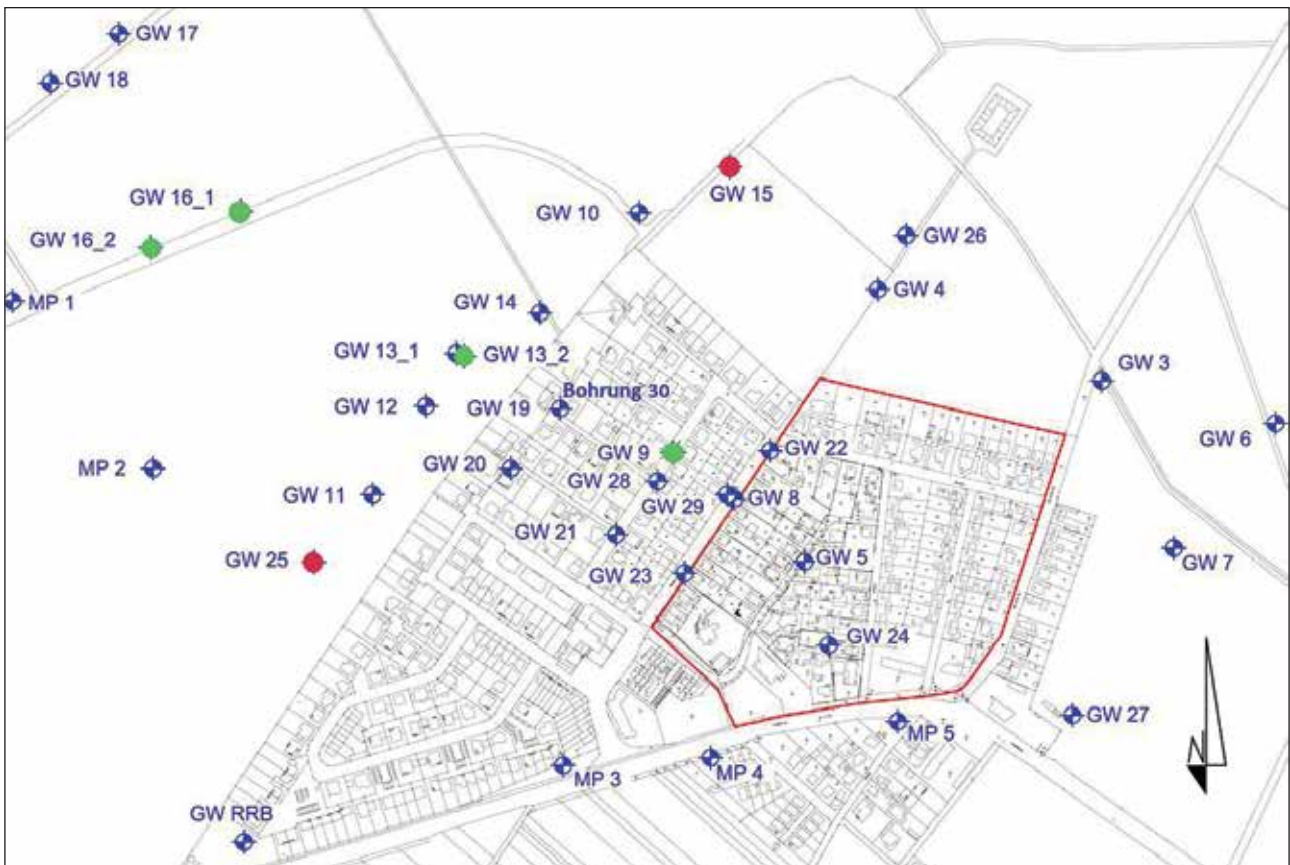 GW 17
GW 18
GW 16_1
GW 15
GW 10
GW 16_2
GW 26
GW 4
MP 1
GW 14
GW 13_1
GW 13_2
GW 3
Bohrung 30
GW 12
GW 19
GW 6
GW 9
GW 22
MP 2
GW 20
GW 28
GW 11
GW 29
GW 8
GW 21
GW 7
GW 25
GW 23
GW 5
GW 24
GW 27
MP 5
N
MP 3
MP 4
GW RRB